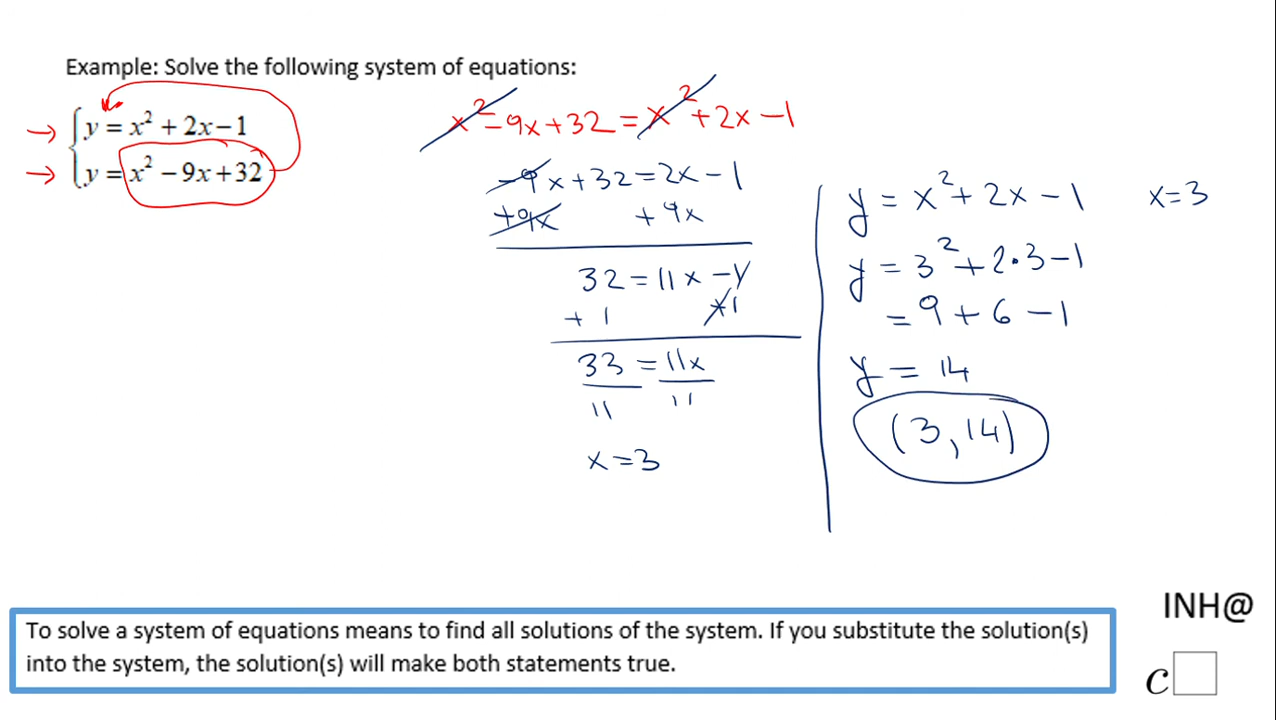 Example: Solve the following system of equations:
y = x² + 2x − 1
y = x² − 9x + 32
x² − 9x + 32 = x² + 2x − 1
−9x + 32 = 2x − 1
+9x +9x
32 = 11x − 1
+ 1 +1
33 = 11x
11 11
x = 3
y = x² + 2x − 1 x = 3
y = 3² + 2·3 − 1
= 9 + 6 − 1
y = 14
(3, 14)
To solve a system of equations means to find all solutions of the system. If you substitute the solution(s)
into the system, the solution(s) will make both statements true.
INH@
c